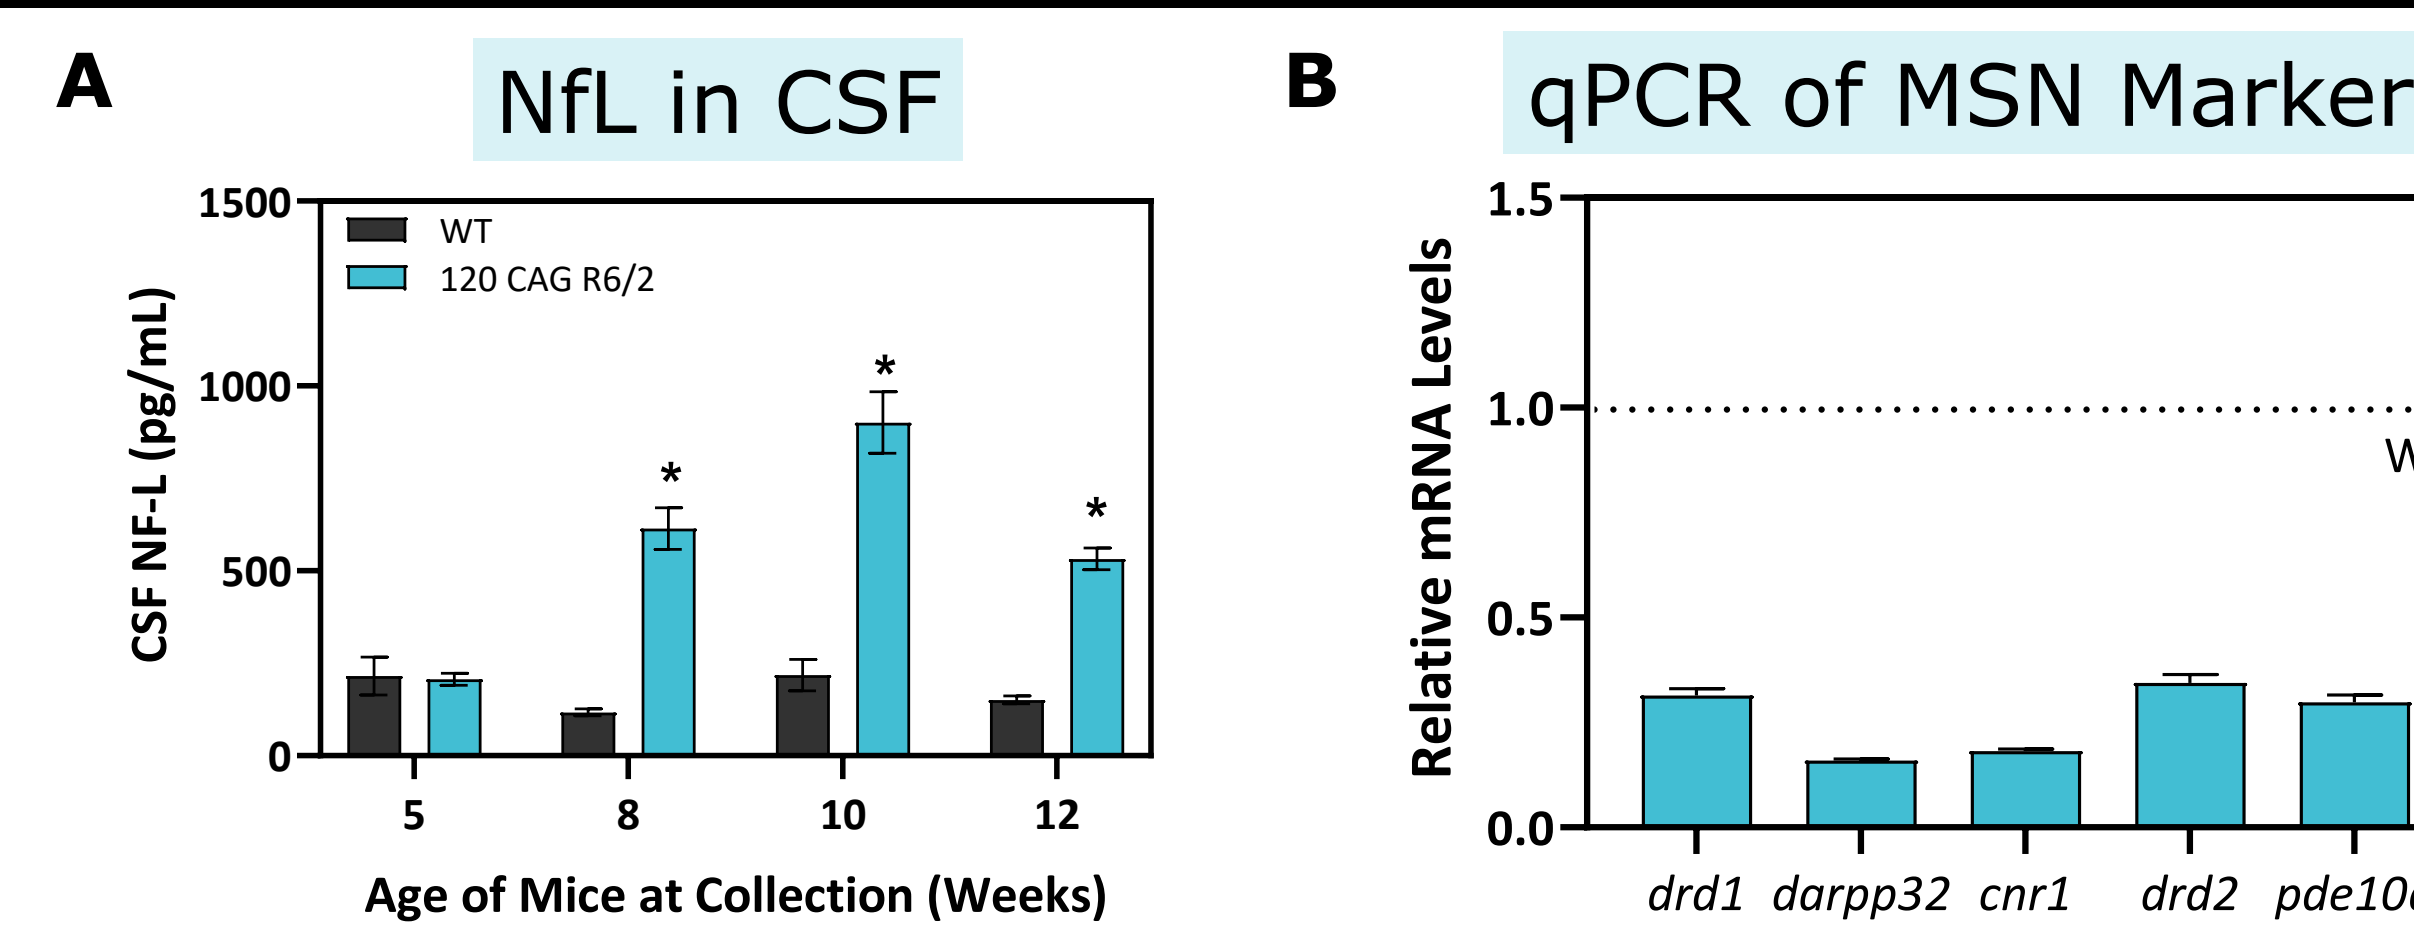 A
NfL in CSF
1500
1000
500
0
CSF NF-L (pg/mL)
WT
120 CAG R6/2
*
*
*
5
8
10
12
Age of Mice at Collection (Weeks)
B
qPCR of MSN Marker
1.5
1.0
0.5
0.0
Relative mRNA Levels
drd1 darpp32 cnr1 drd2